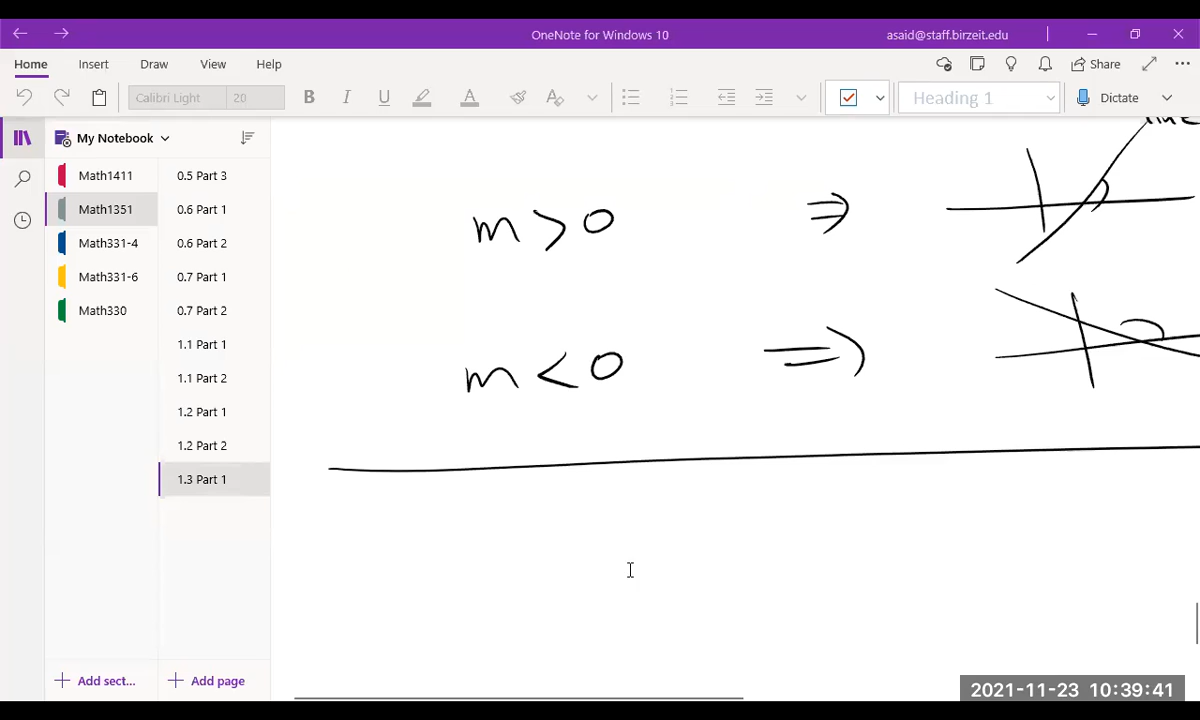 OneNote for Windows 10
asaid@staff.birzeit.edu
Home Insert Draw View Help
Share
Calibri Light 20
B I U A
Heading 1
Dictate
My Notebook
Math1411
Math1351
Math331-4
Math331-6
Math330
0.5 Part 3
0.6 Part 1
0.6 Part 2
0.7 Part 1
0.7 Part 2
1.1 Part 1
1.1 Part 2
1.2 Part 1
1.2 Part 2
1.3 Part 1
m > 0 ⇒
m < 0 ⇒
+ Add sect...
+ Add page
2021-11-23 10:39:41